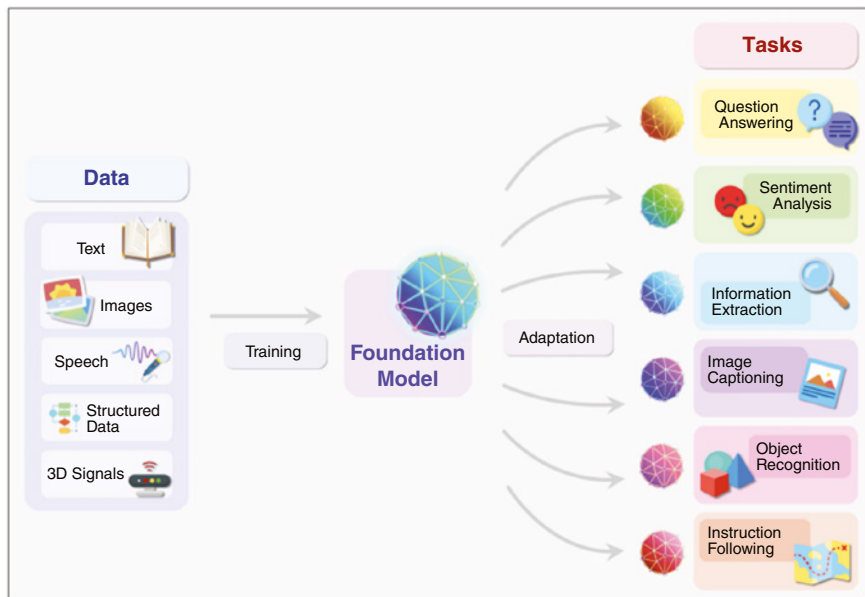 Data
Text
Images
Speech
Structured
Data
3D Signals
Training
Foundation
Model
Adaptation
Tasks
Question
Answering
?
Sentiment
Analysis
Information
Extraction
Image
Captioning
Object
Recognition
Instruction
Following